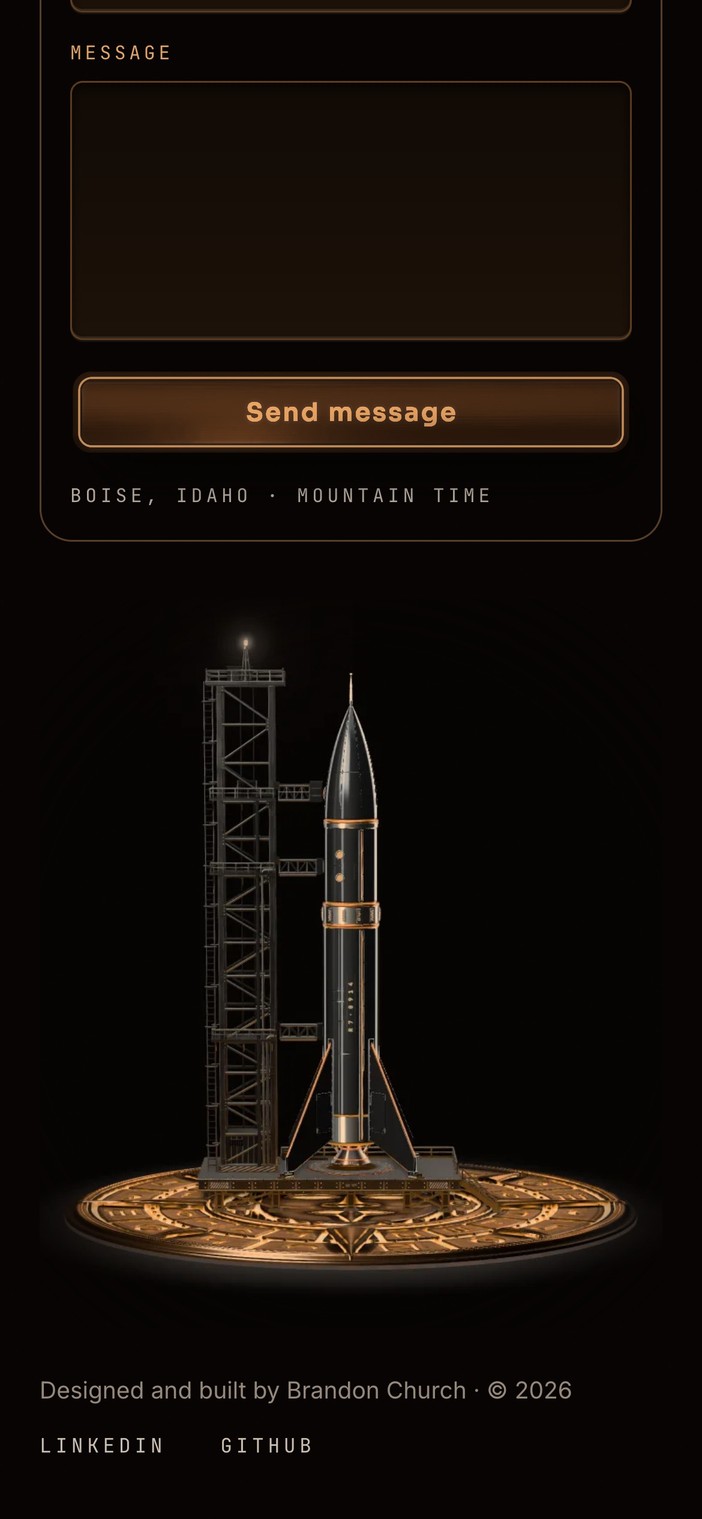 MESSAGE
Send message
BOISE, IDAHO · MOUNTAIN TIME
Designed and built by Brandon Church · © 2026
LINKEDIN GITHUB